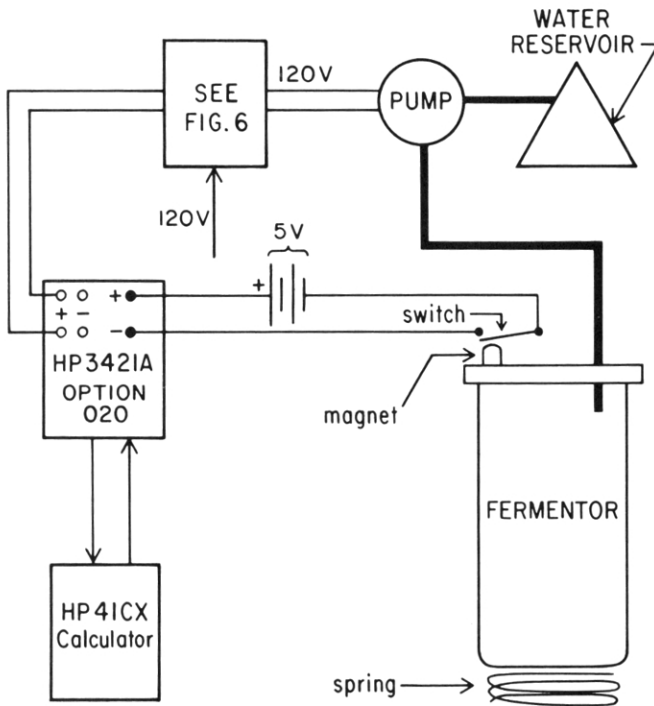 WATER
RESERVOIR
120V
SEE
FIG. 6
PUMP
120V
5V
+
+
+ -
-
switch
HP3421A
OPTION
020
magnet
FERMENTOR
HP41CX
Calculator
spring